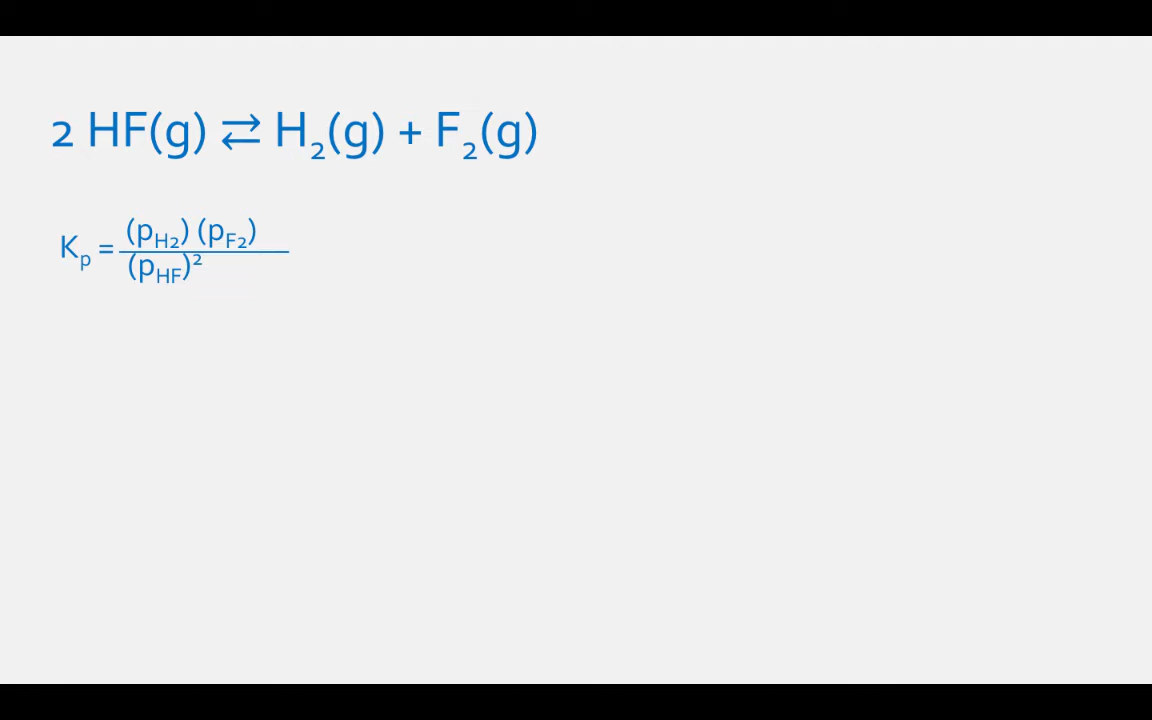 2 HF(g) ⇄ H₂(g) + F₂(g)
Kₚ = (p_H2) (p_F2)
(p_HF)²